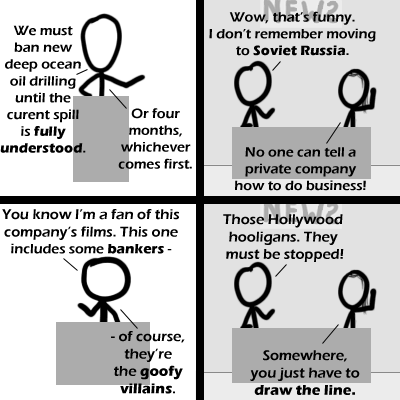 We must
ban new
deep ocean
oil drilling
until the
curent spill
is fully
understood.
Or four
months,
whichever
comes first.
NEWS
Wow, that's funny.
I don't remember moving
to Soviet Russia.
No one can tell a
private company
how to do business!
You know I'm a fan of this
company's films. This one
includes some bankers -
- of course,
they're
the goofy
villains.
NEWS
Those Hollywood
hooligans. They
must be stopped!
Somewhere,
you just have to
draw the line.